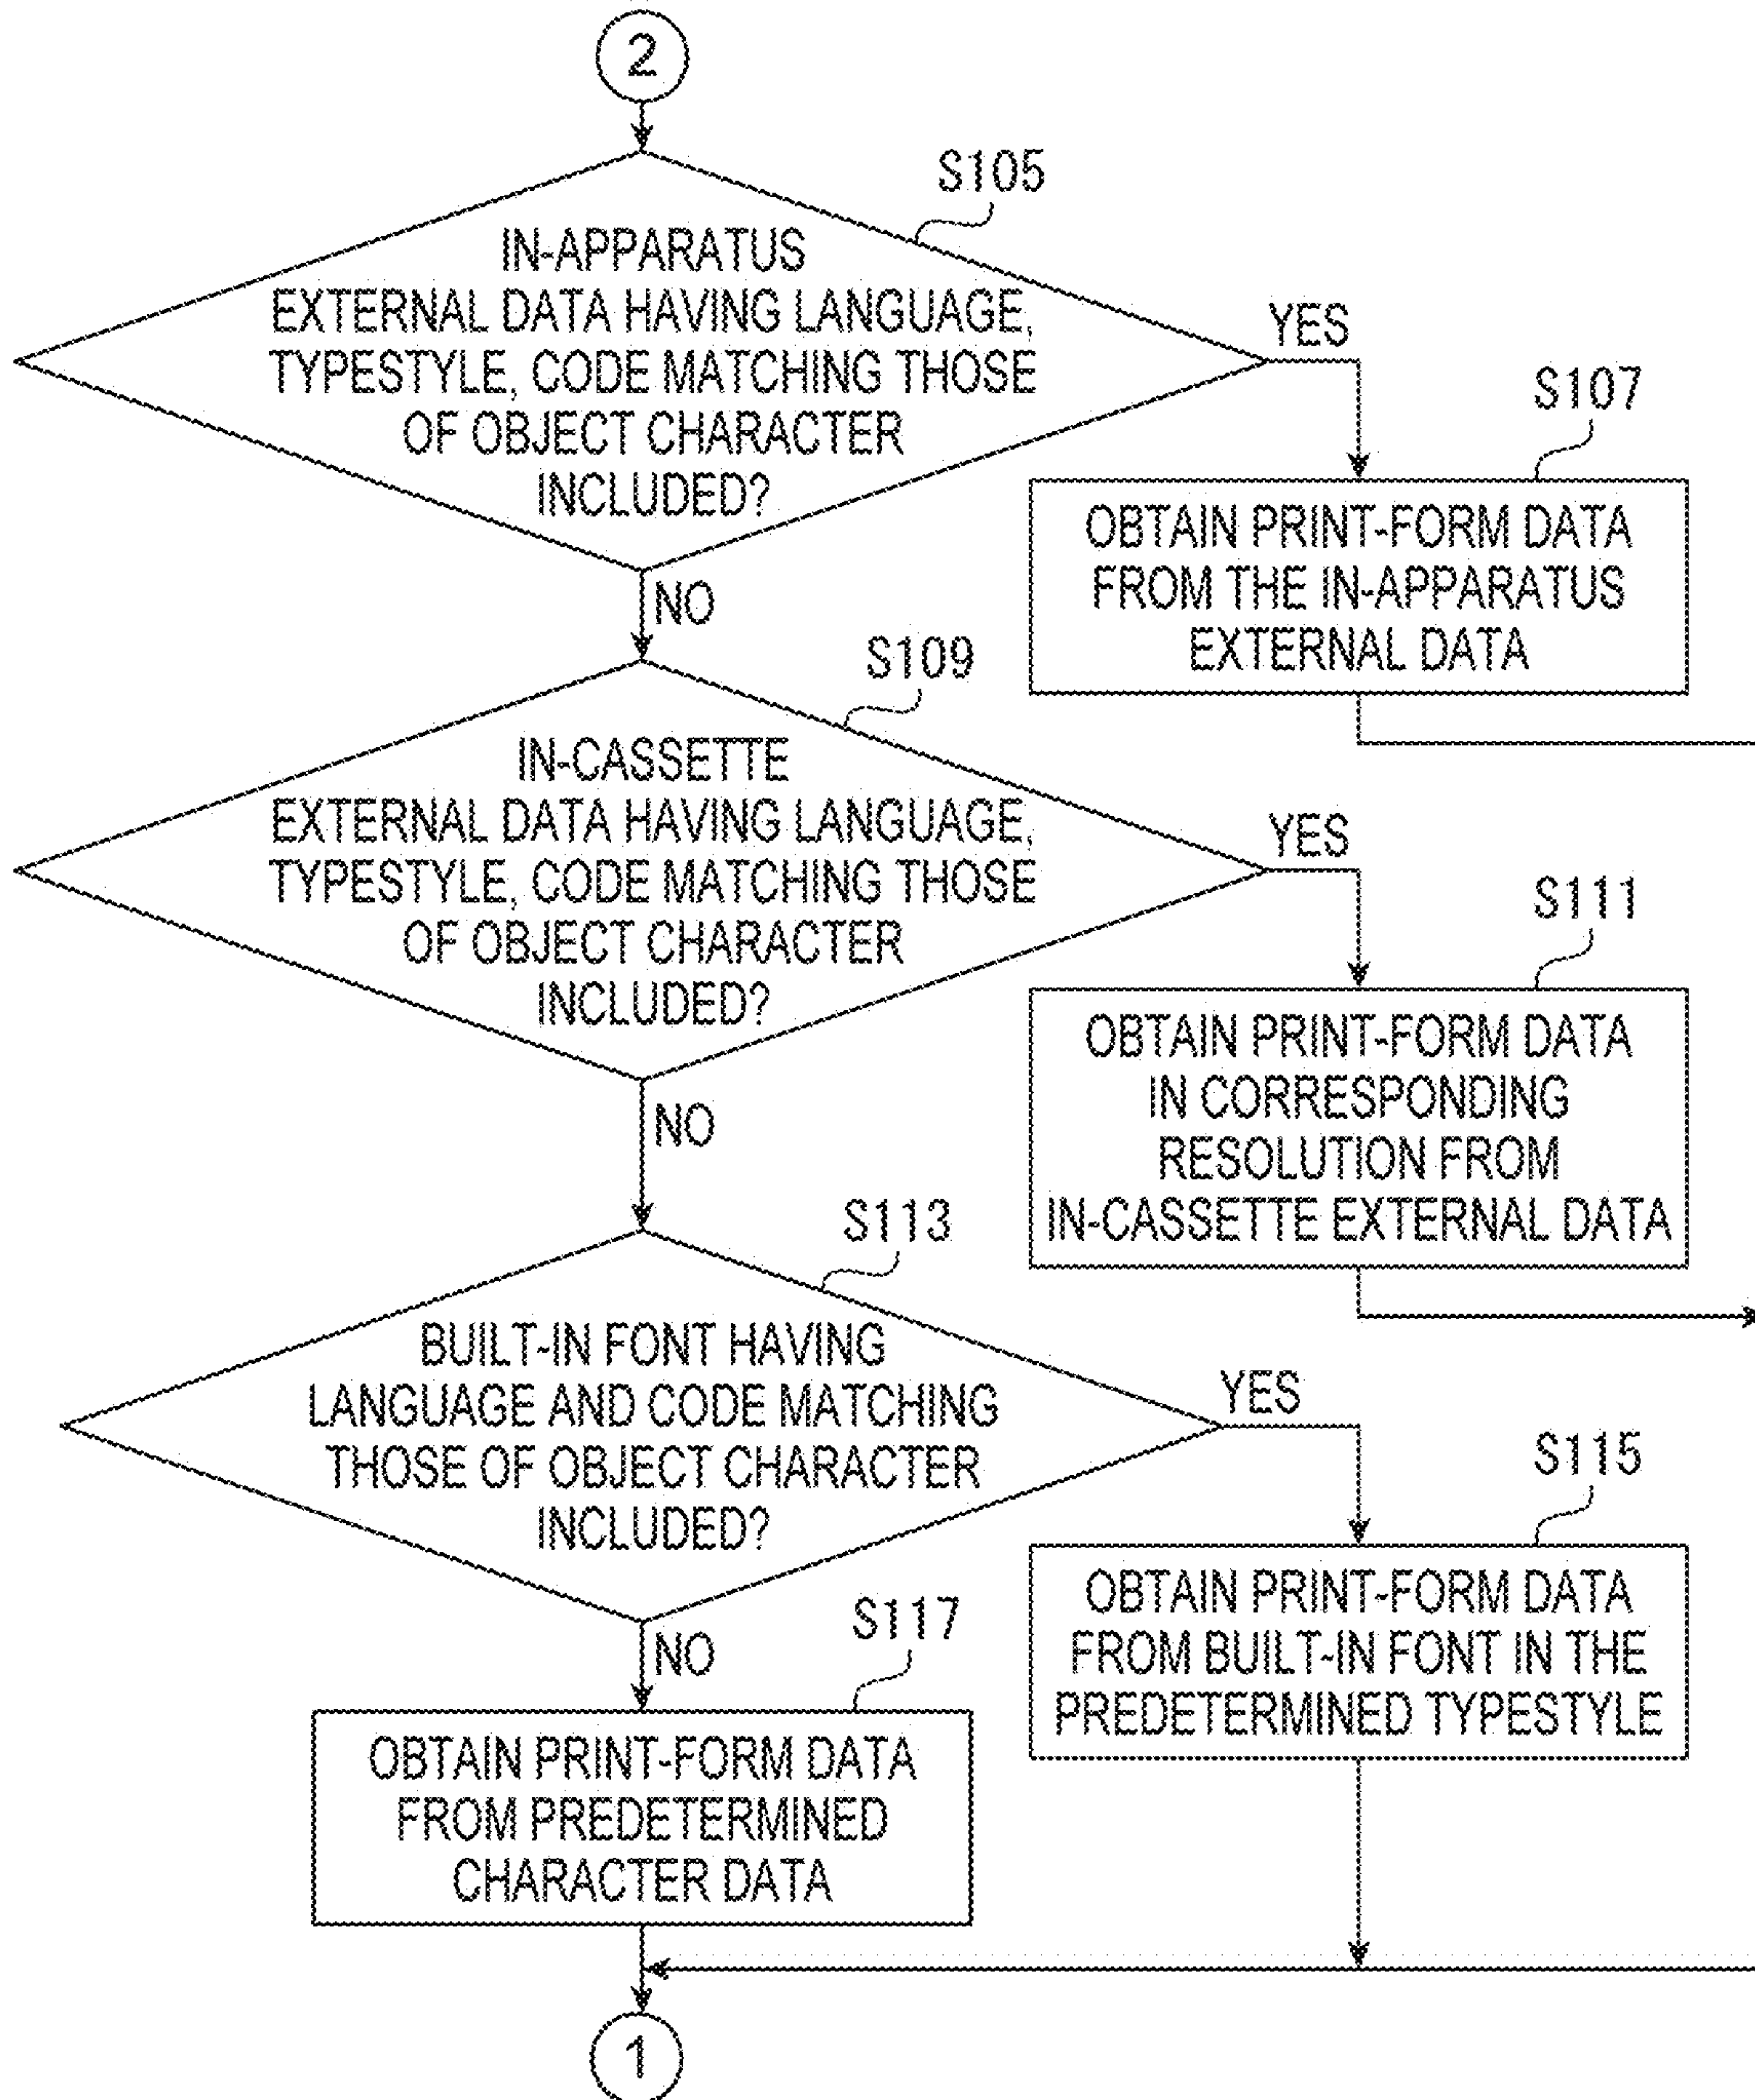 2
S105
IN-APPARATUS
EXTERNAL DATA HAVING LANGUAGE,
TYPESTYLE, CODE MATCHING THOSE
OF OBJECT CHARACTER
INCLUDED?
YES
NO
S107
OBTAIN PRINT-FORM DATA
FROM THE IN-APPARATUS
EXTERNAL DATA
S109
IN-CASSETTE
EXTERNAL DATA HAVING LANGUAGE,
TYPESTYLE, CODE MATCHING THOSE
OF OBJECT CHARACTER
INCLUDED?
YES
NO
S111
OBTAIN PRINT-FORM DATA
IN CORRESPONDING
RESOLUTION FROM
IN-CASSETTE EXTERNAL DATA
S113
BUILT-IN FONT HAVING
LANGUAGE AND CODE MATCHING
THOSE OF OBJECT CHARACTER
INCLUDED?
YES
NO
S115
OBTAIN PRINT-FORM DATA
FROM BUILT-IN FONT IN THE
PREDETERMINED TYPESTYLE
S117
OBTAIN PRINT-FORM DATA
FROM PREDETERMINED
CHARACTER DATA
1